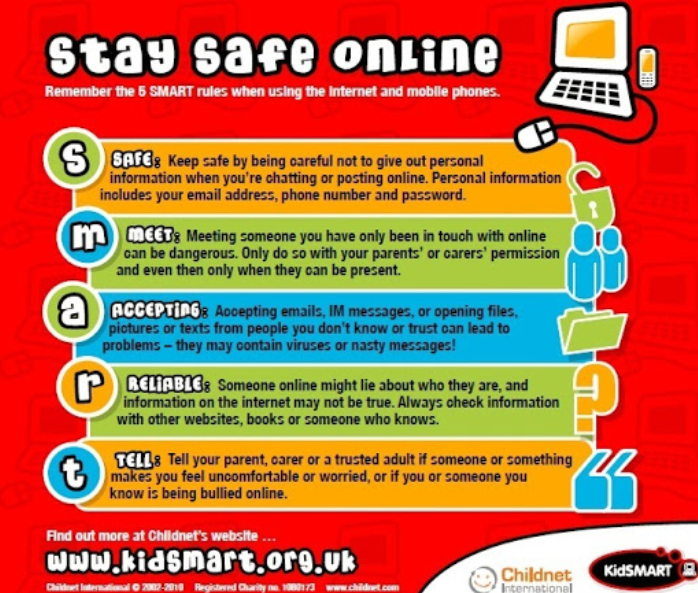 Stay Safe online
Remember the 5 SMART rules when using the internet and mobile phones.
S
SAFE: Keep safe by being careful not to give out personal
information when you're chatting or posting online. Personal information
includes your email address, phone number and password.
m
MEET: Meeting someone you have only been in touch with online
can be dangerous. Only do so with your parents' or carers' permission
and even then only when they can be present.
a
ACCEPTING: Accepting emails, IM messages, or opening files,
pictures or texts from people you don't know or trust can lead to
problems – they may contain viruses or nasty messages!
r
RELIABLE: Someone online might lie about who they are, and
information on the internet may not be true. Always check information
with other websites, books or someone who knows.
t
TELL: Tell your parent, carer or a trusted adult if someone or something
makes you feel uncomfortable or worried, or if you or someone you
know is being bullied online.
Find out more at Childnet's website ...
www.kidsmart.org.uk
Childnet International © 2002-2010 Registered Charity no. 1080173 www.childnet.com
Childnet
International
KidSMART